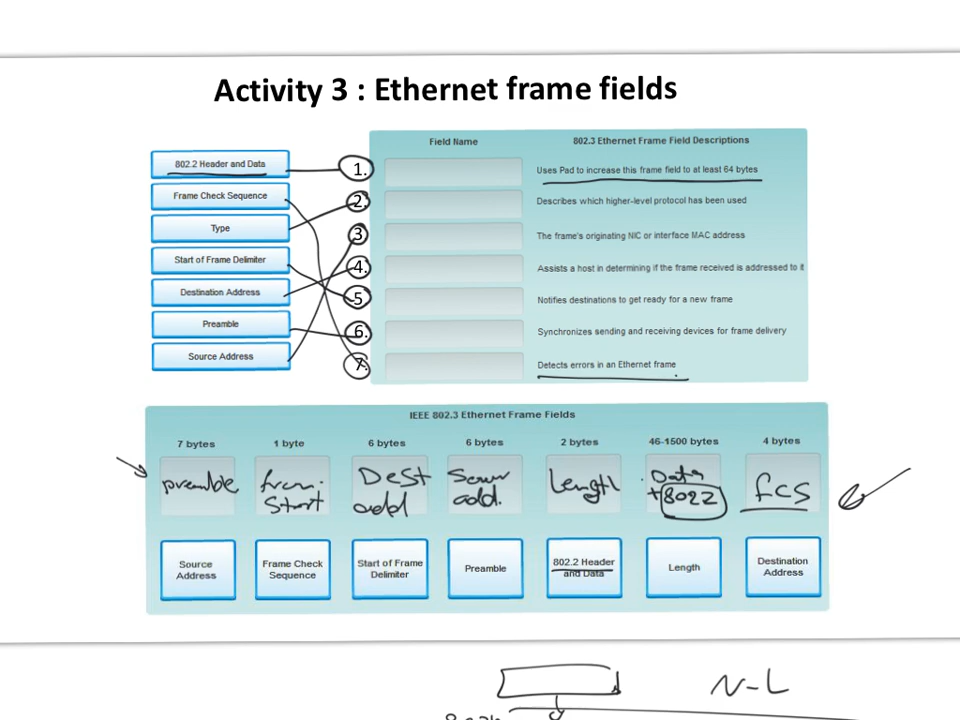 Activity 3 : Ethernet frame fields
Field Name
802.3 Ethernet Frame Field Descriptions
802.2 Header and Data
1.
Uses Pad to increase this frame field to at least 64 bytes
Frame Check Sequence
2.
Describes which higher-level protocol has been used
Type
3
The frame's originating NIC or interface MAC address
Start of Frame Delimiter
4.
Assists a host in determining if the frame received is addressed to it
Destination Address
5
Notifies destinations to get ready for a new frame
Preamble
6.
Synchronizes sending and receiving devices for frame delivery
Source Address
7.
Detects errors in an Ethernet frame
IEEE 802.3 Ethernet Frame Fields
7 bytes
1 byte
6 bytes
6 bytes
2 bytes
46-1500 bytes
4 bytes
preamble
Start
Dest
add
add.
Length
Data
+ 8022
fcs
Source
Address
Frame Check
Sequence
Start of Frame
Delimiter
Preamble
802.2 Header
and Data
Length
Destination
Address
N-L